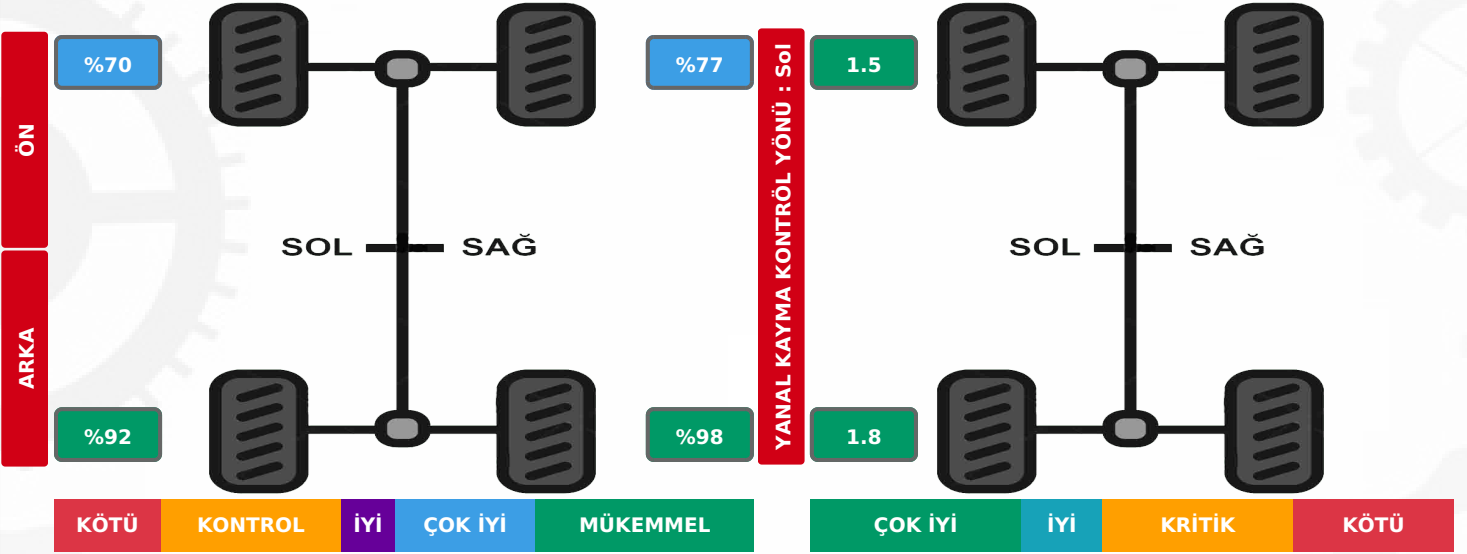 ÖN
%70
%77
YANAL KAYMA KONTRÖL YÖNÜ : Sol
1.5
SOL SAĞ
SOL SAĞ
ARKA
%92
%98
1.8
KÖTÜ KONTROL İYİ ÇOK İYİ MÜKEMMEL
ÇOK İYİ İYİ KRİTİK KÖTÜ